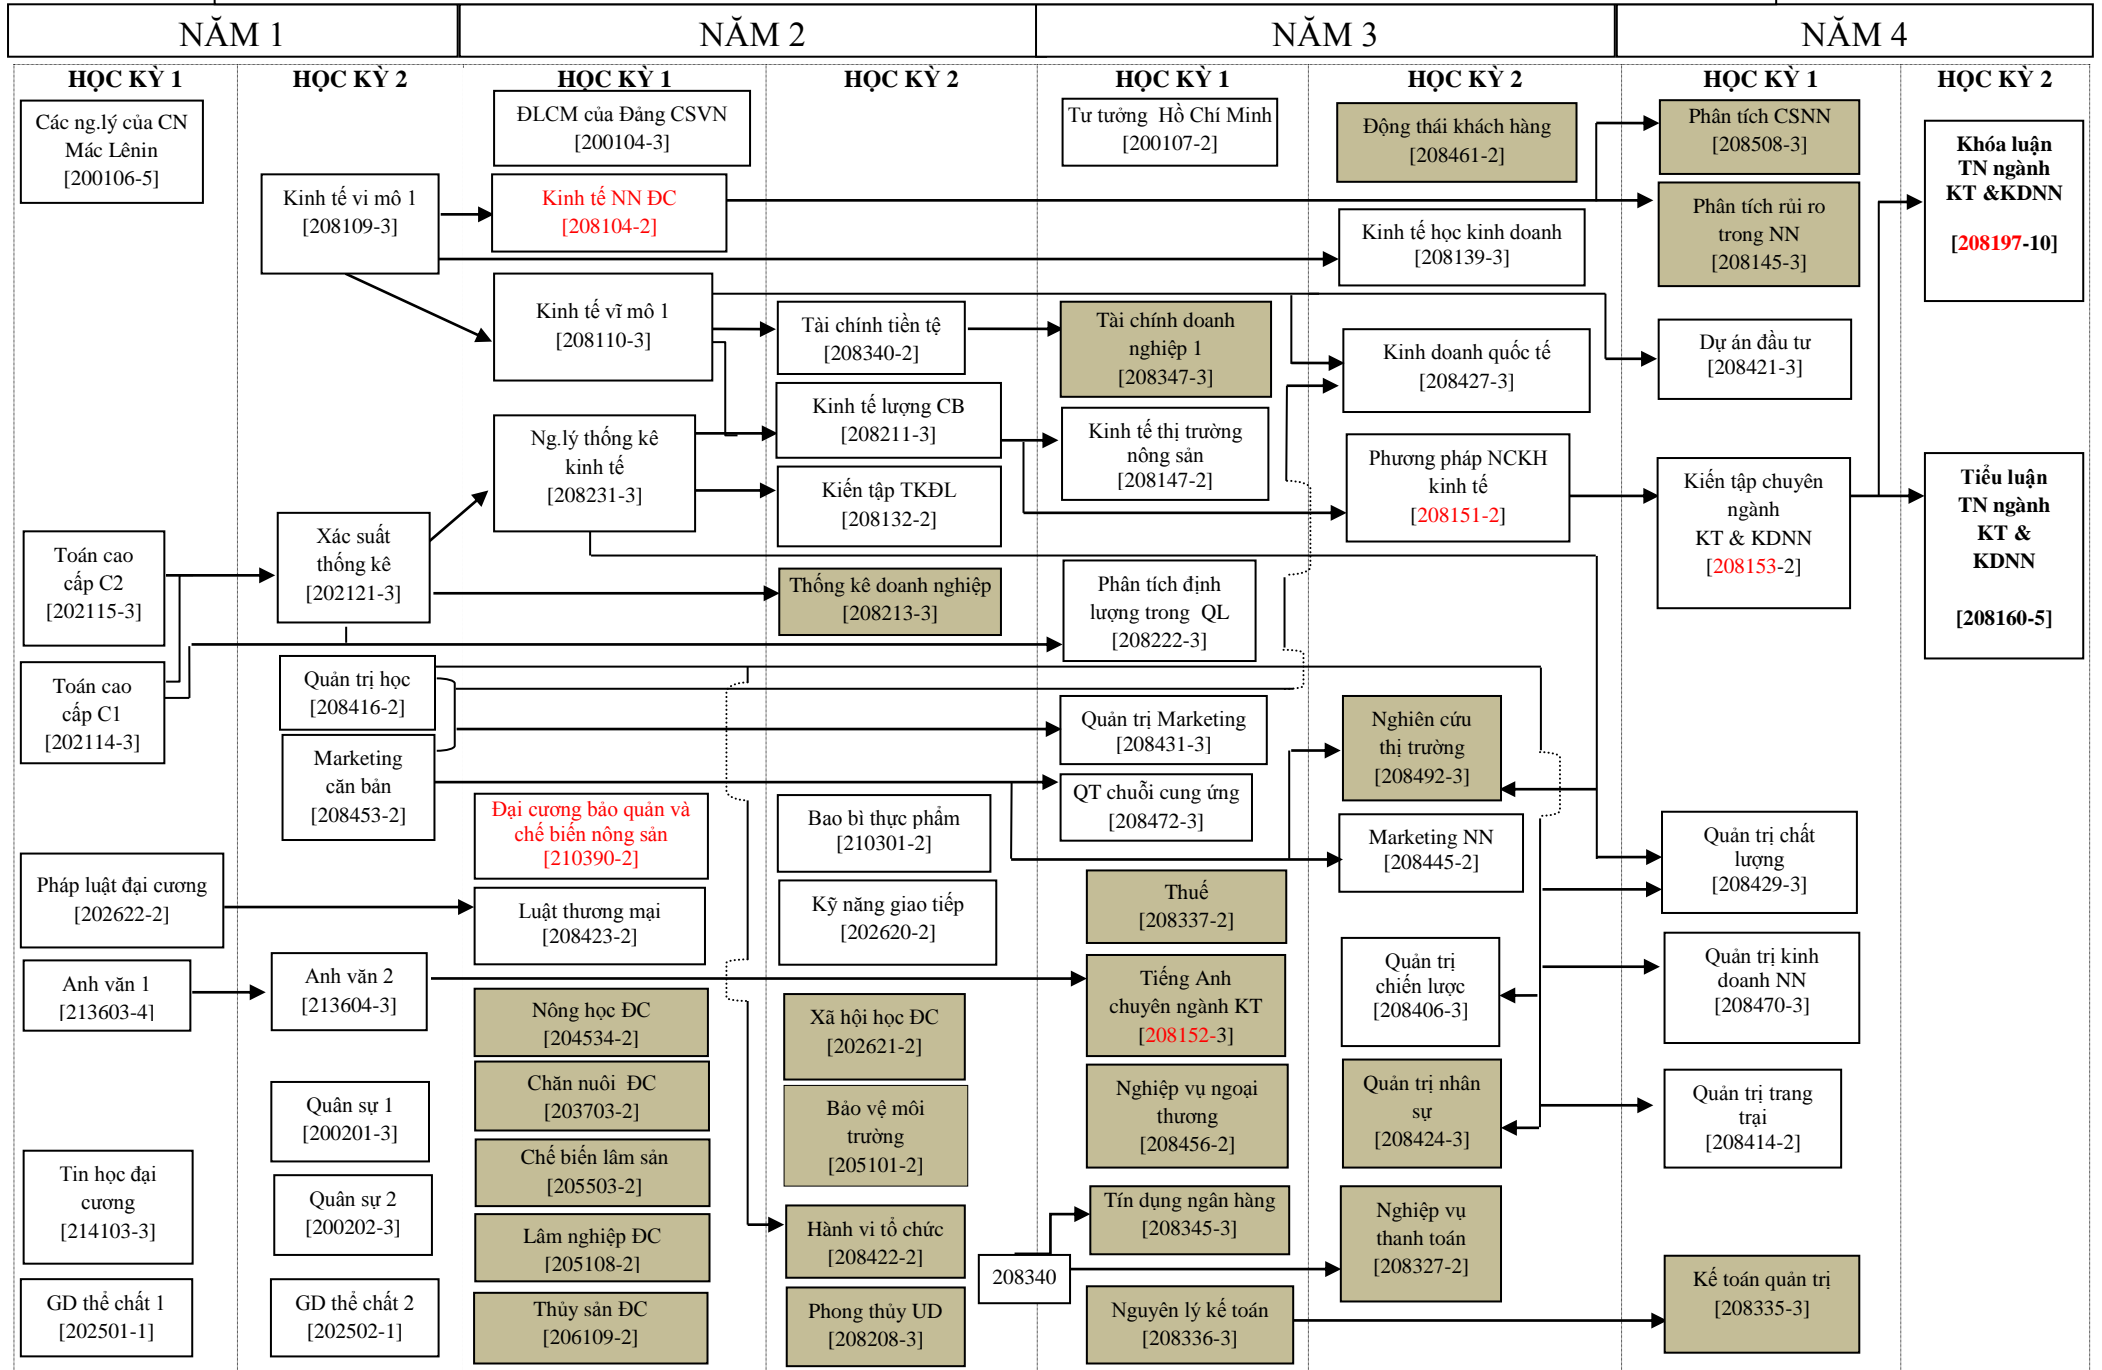 NĂM 1
NĂM 2
NĂM 3
NĂM 4
HỌC KỲ 1
HỌC KỲ 2
HỌC KỲ 1
HỌC KỲ 2
HỌC KỲ 1
HỌC KỲ 2
HỌC KỲ 1
HỌC KỲ 2
Các ng.lý của CN
Mác Lênin
[200106-5]
Toán cao
cấp C2
[202115-3]
Toán cao
cấp C1
[202114-3]
Pháp luật đại cương
[202622-2]
Anh văn 1
[213603-4]
Tin học đại
cương
[214103-3]
GD thể chất 1
[202501-1]
Kinh tế vi mô 1
[208109-3]
Xác suất
thống kê
[202121-3]
Quản trị học
[208416-2]
Marketing
căn bản
[208453-2]
Anh văn 2
[213604-3]
Quân sự 1
[200201-3]
Quân sự 2
[200202-3]
GD thể chất 2
[202502-1]
ĐLCM của Đảng CSVN
[200104-3]
Kinh tế NN ĐC
[208104-2]
Kinh tế vĩ mô 1
[208110-3]
Ng.lý thống kê
kinh tế
[208231-3]
Đại cương bảo quản và
chế biến nông sản
[210390-2]
Luật thương mại
[208423-2]
Nông học ĐC
[204534-2]
Chăn nuôi  ĐC
[203703-2]
Chế biến lâm sản
[205503-2]
Lâm nghiệp ĐC
[205108-2]
Thủy sản ĐC
[206109-2]
Tài chính tiền tệ
[208340-2]
Kinh tế lượng CB
[208211-3]
Kiến tập TKĐL
[208132-2]
Thống kê doanh nghiệp
[208213-3]
Bao bì thực phẩm
[210301-2]
Kỹ năng giao tiếp
[202620-2]
Xã hội học ĐC
[202621-2]
Bảo vệ môi
trường
[205101-2]
Hành vi tổ chức
[208422-2]
Phong thủy UD
[208208-3]
208340
Tư tưởng  Hồ Chí Minh
[200107-2]
Tài chính doanh
nghiệp 1
[208347-3]
Kinh tế thị trường
nông sản
[208147-2]
Phân tích định
lượng trong  QL
[208222-3]
Quản trị Marketing
[208431-3]
QT chuỗi cung ứng
[208472-3]
Thuế
[208337-2]
Tiếng Anh
chuyên ngành KT
[208152-3]
Nghiệp vụ ngoại
thương
[208456-2]
Tín dụng ngân hàng
[208345-3]
Nguyên lý kế toán
[208336-3]
Động thái khách hàng
[208461-2]
Kinh tế học kinh doanh
[208139-3]
Kinh doanh quốc tế
[208427-3]
Phương pháp NCKH
kinh tế
[208151-2]
Nghiên cứu
thị trường
[208492-3]
Marketing NN
[208445-2]
Quản trị
chiến lược
[208406-3]
Quản trị nhân
sự
[208424-3]
Nghiệp vụ
thanh toán
[208327-2]
Phân tích CSNN
[208508-3]
Phân tích rủi ro
trong NN
[208145-3]
Dự án đầu tư
[208421-3]
Kiến tập chuyên
ngành
KT & KDNN
[208153-2]
Quản trị chất
lượng
[208429-3]
Quản trị kinh
doanh NN
[208470-3]
Quản trị trang
trại
[208414-2]
Kế toán quản trị
[208335-3]
Khóa luận
TN ngành
KT &KDNN
[208197-10]
Tiểu luận
TN ngành
KT &
KDNN
[208160-5]